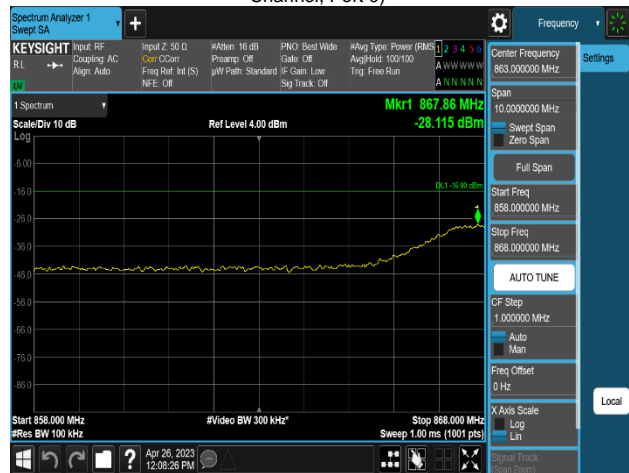 Channel, Port 0)
Spectrum Analyzer 1
Swept SA
Frequency
KEYSIGHT
RL
LV
Input: RF
Coupling: AC
Align: Auto
Input Z: 50 Ω
Corr CCorr
Freq Ref: Int (S)
NFE: Off
#Atten: 16 dB
Preamp: Off
µW Path: Standard
PNO: Best Wide
Gate: Off
IF Gain: Low
Sig Track: Off
#Avg Type: Power (RMS
Avg|Hold: 100/100
Trig: Free Run
1 2 3 4 5 6
A W W W W W
A N N N N N
Center Frequency
863.000000 MHz
Settings
Span
10.0000000 MHz
Swept Span
Zero Span
Full Span
Start Freq
858.000000 MHz
Stop Freq
868.000000 MHz
AUTO TUNE
CF Step
1.000000 MHz
Auto
Man
Freq Offset
0 Hz
X Axis Scale
Log
Lin
Signal Track
(Span Zoom)
Local
1 Spectrum
Scale/Div 10 dB
Log
Ref Level 4.00 dBm
Mkr1 867.86 MHz
-28.115 dBm
DL1 -16.00 dBm
1
-6.00
-16.0
-26.0
-36.0
-46.0
-56.0
-66.0
-76.0
-86.0
Start 858.000 MHz
#Res BW 100 kHz
#Video BW 300 kHz*
Stop 868.000 MHz
Sweep 1.00 ms (1001 pts)
Apr 26, 2023
12:08:26 PM